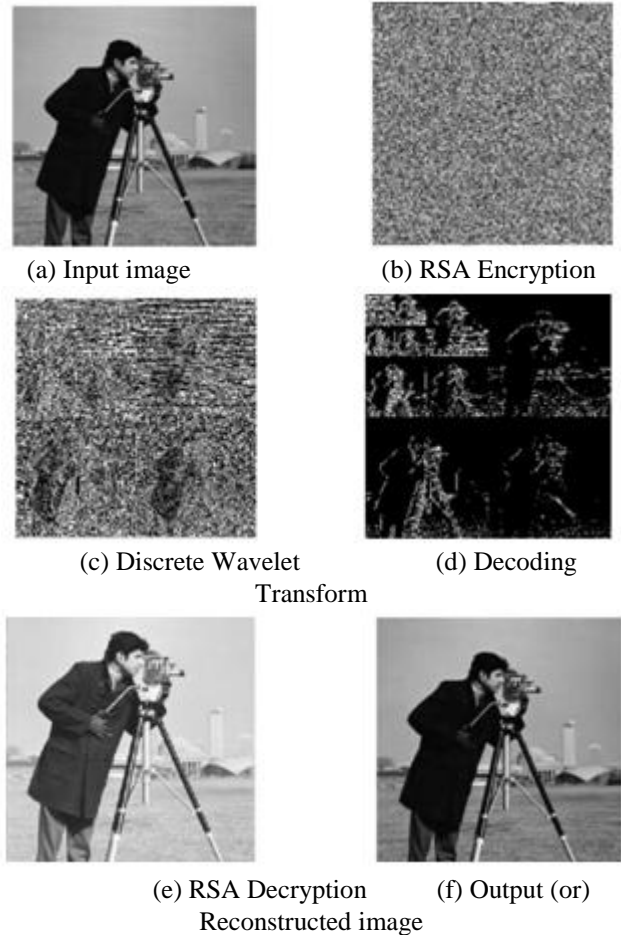 (a) Input image
(b) RSA Encryption
(c) Discrete Wavelet
(d) Decoding
Transform
(e) RSA Decryption
(f) Output (or)
Reconstructed image